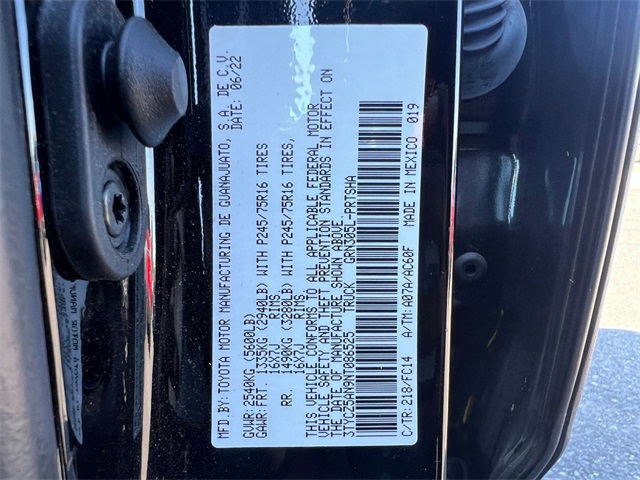 MFD.BY: TOYOTA MOTOR MANUFACTURING DE GUANAJUATO, S.A. DE C.V.
DATE: 06/22
GVWR: 2540KG(5600LB)
GAWR: FRT. 1335KG (2940LB) WITH P245/75R16 TIRES,
16X7J RIMS
RR. 1490KG (3280LB) WITH P245/75R16 TIRES,
16X7J RIMS
THIS VEHICLE CONFORMS TO ALL APPLICABLE FEDERAL MOTOR
VEHICLE SAFETY AND THEFT PREVENTION STANDARDS IN EFFECT ON
THE DATE OF MANUFACTURE SHOWN ABOVE.
3TYCZ5AN9NT086525 TRUCK GRN305L-PRTSHA
C/TR:218/FC14 A/TM:A07A/AC60F MADE IN MEXICO 019